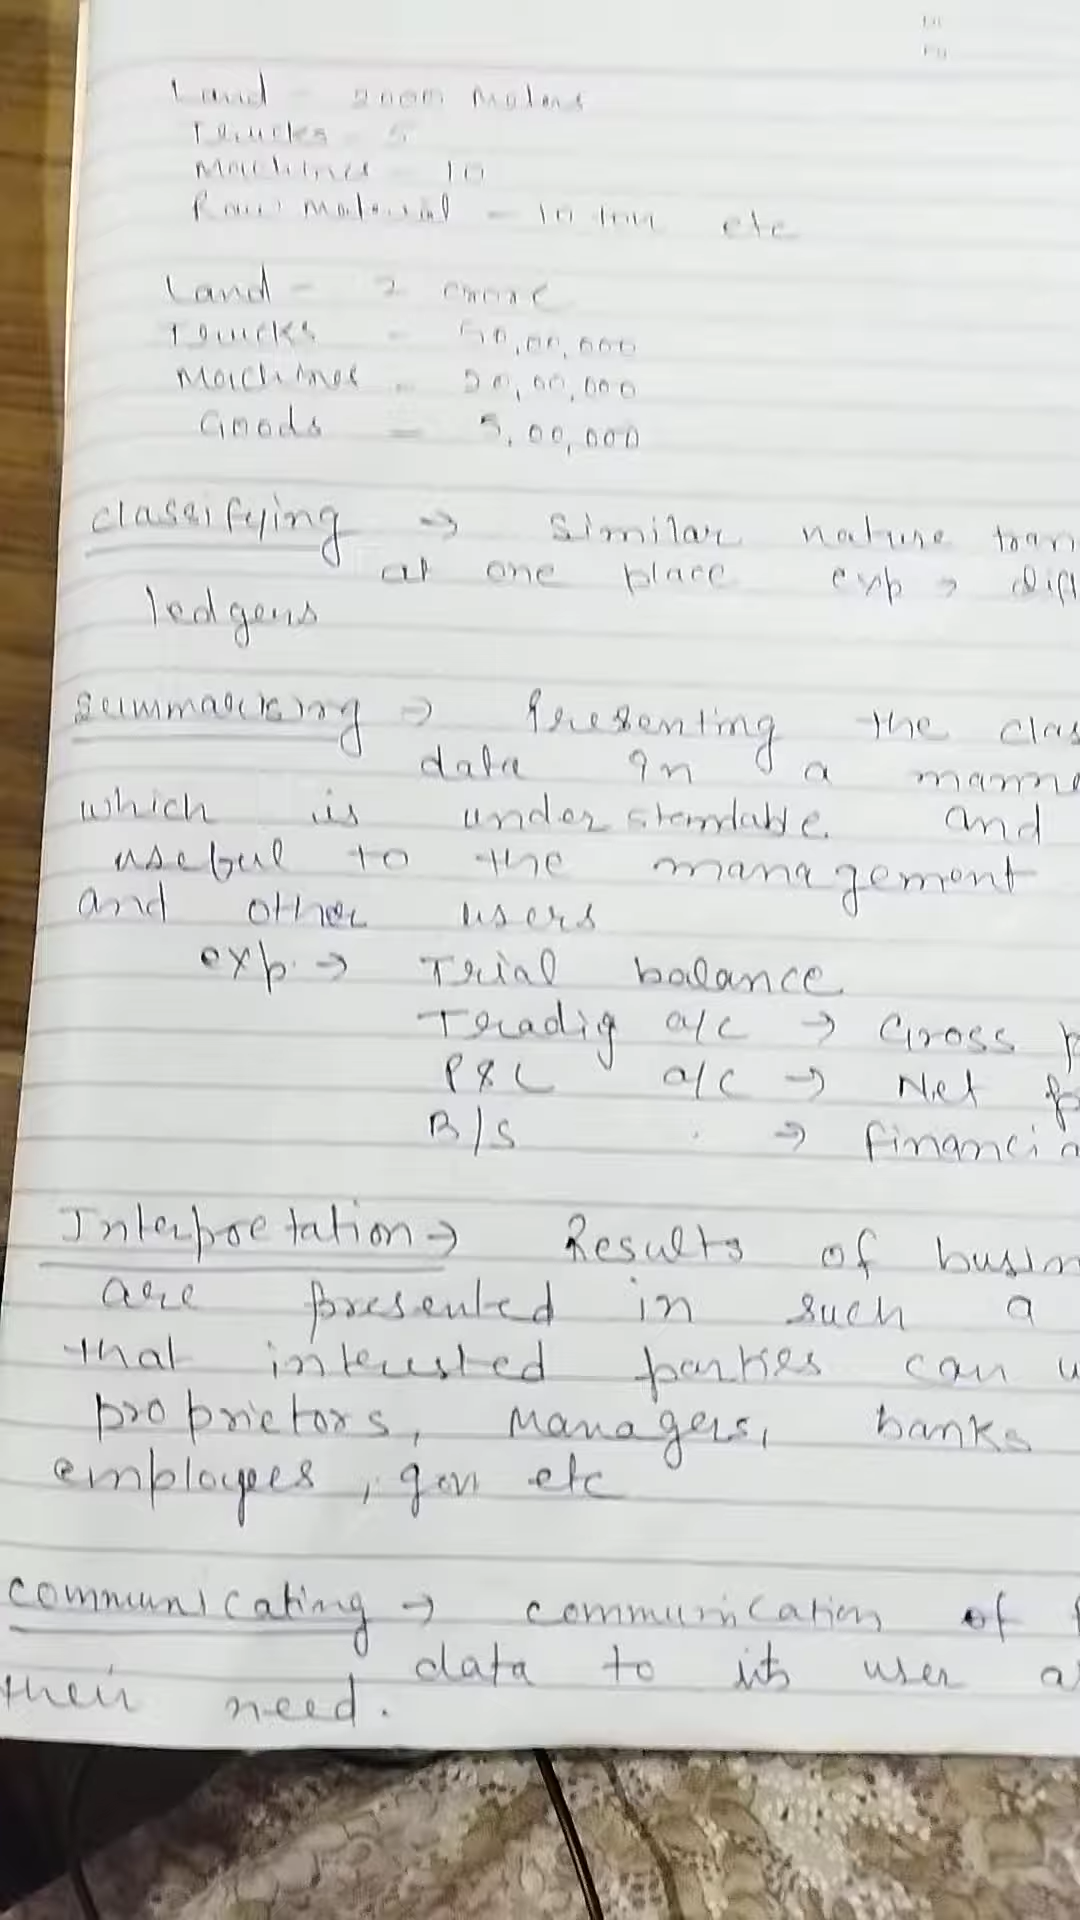 Land - 2000 Meters
Trucks - 5
Machines - 10
Raw Material - 10 ton etc
Land - 2 crore
Trucks - 50,00,000
Machines - 20,00,000
Goods - 5,00,000
classifying → Similar nature
at one place exp →
ledgers
summarising → Presenting the
data in a
which is understandable and
useful to the management
and other users
exp. → Trial balance
Tradig a/c → Gross
P&L a/c → Net
B/S →
Interpretation → Results of
are presented in such a
that interested parties can
proprietors, Managers, banks
employees, gov etc
communicating → communication of
data to its user
their need.